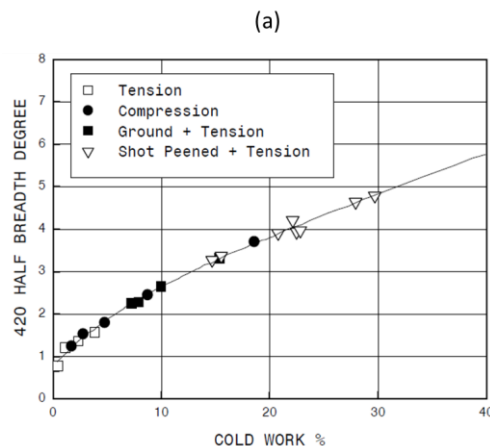 (a)
8
7
6
5
4
3
2
1
0
420 HALF BREADTH DEGREE
Tension
Compression
Ground + Tension
Shot Peened + Tension
0 10 20 30 40
COLD WORK %